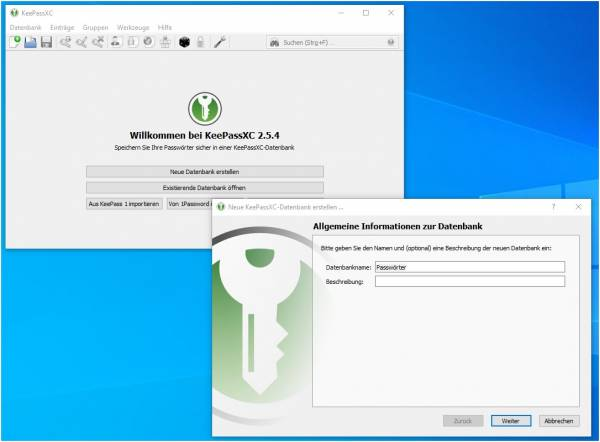 KeePassXC
Datenbank Einträge Gruppen Werkzeuge Hilfe
Suchen (Strg+F)...
Willkommen bei KeePassXC 2.5.4
Speichern Sie Ihre Passwörter sicher in einer KeePassXC-Datenbank
Neue Datenbank erstellen
Existierende Datenbank öffnen
Aus KeePass 1 importieren
Von 1Password
Neue KeePassXC-Datenbank erstellen ...
Allgemeine Informationen zur Datenbank
Bitte geben Sie den Namen und (optional) eine Beschreibung der neuen Datenbank ein:
Datenbankname: Passwörter
Beschreibung:
Zurück Weiter Abbrechen